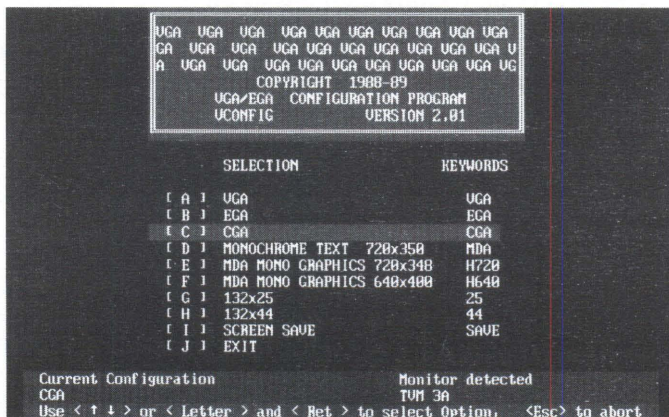 VGA VGA VGA VGA VGA VGA VGA VGA VGA VGA
GA VGA VGA VGA VGA VGA VGA VGA VGA VGA V
A VGA VGA VGA VGA VGA VGA VGA VGA VGA VG
COPYRIGHT 1988-89
VGA/EGA CONFIGURATION PROGRAM
VCONFIG VERSION 2.01
SELECTION KEYWORDS
[ A ] VGA VGA
[ B ] EGA EGA
[ C ] CGA CGA
[ D ] MONOCHROME TEXT 720x350 MDA
[ E ] MDA MONO GRAPHICS 720x348 H720
[ F ] MDA MONO GRAPHICS 640x400 H640
[ G ] 132x25 25
[ H ] 132x44 44
[ I ] SCREEN SAVE SAVE
[ J ] EXIT
Current Configuration Monitor detected
CGA TVM 3A
Use < ↑ ↓ > or < Letter > and < Ret > to select Option, <Esc> to abort